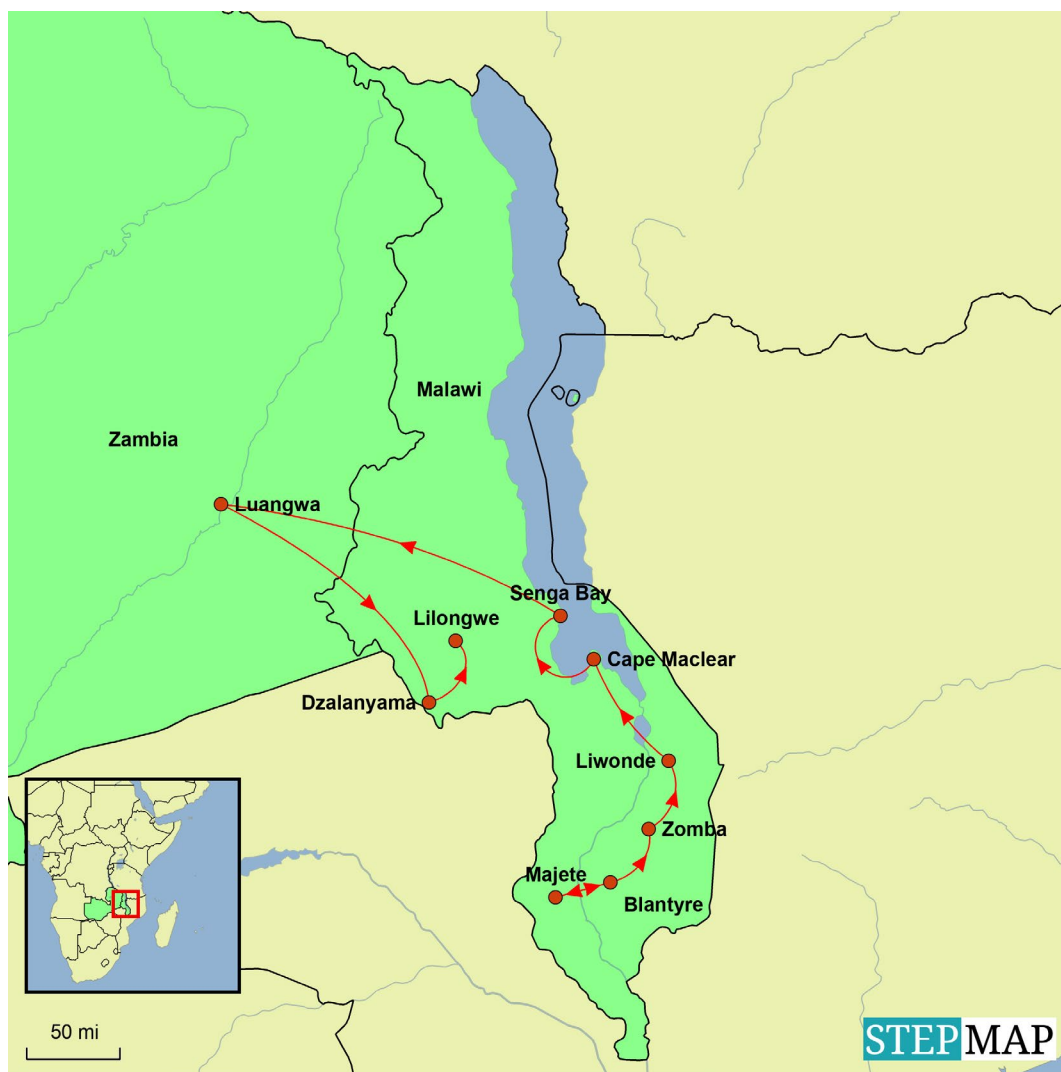 Malawi
Zambia
Luangwa
Senga Bay
Lilongwe
Cape Maclear
Dzalanyama
Liwonde
Zomba
Majete
Blantyre
50 mi
STEPMAP